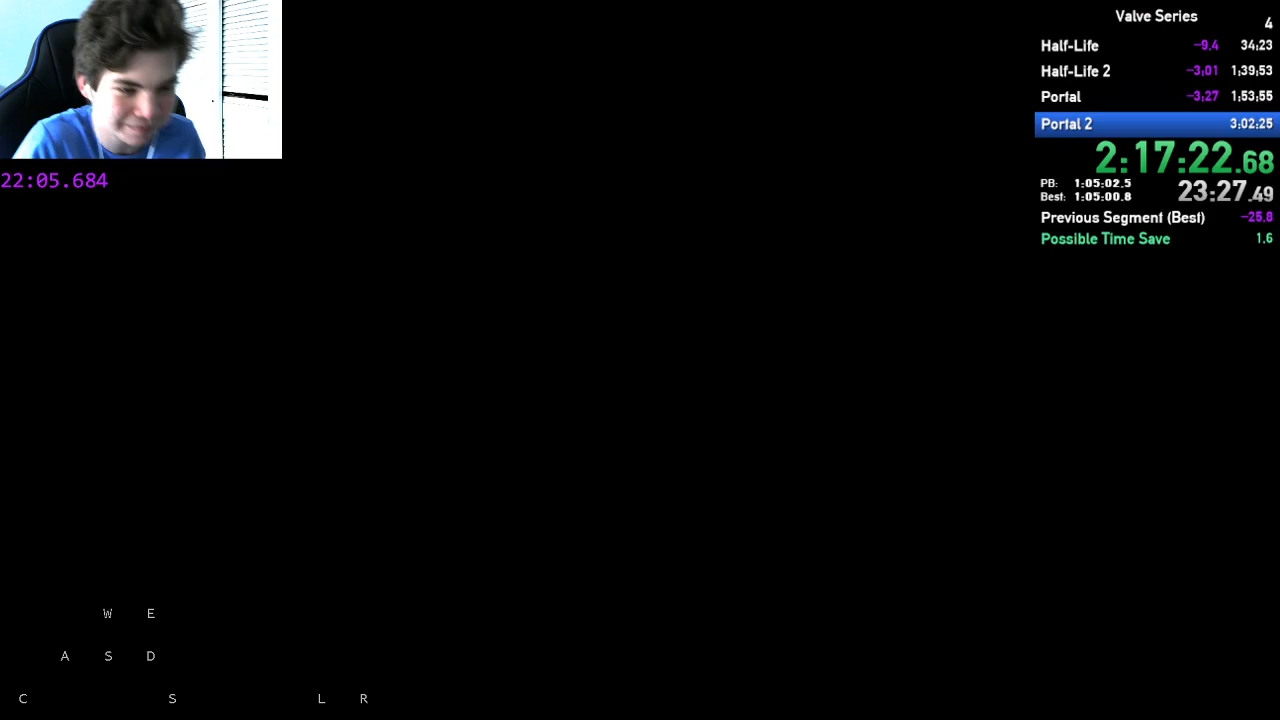 Valve Series
4
Half-Life -9.4 34:23
Half-Life 2 -3:01 1:39:53
Portal -3:27 1:53:55
Portal 2 3:02:25
2:17:22.68
PB: 1:05:02.5
Best: 1:05:00.8
23:27.49
Previous Segment (Best) -25.8
Possible Time Save 1.6
22:05.684
W E
A S D
C S L R